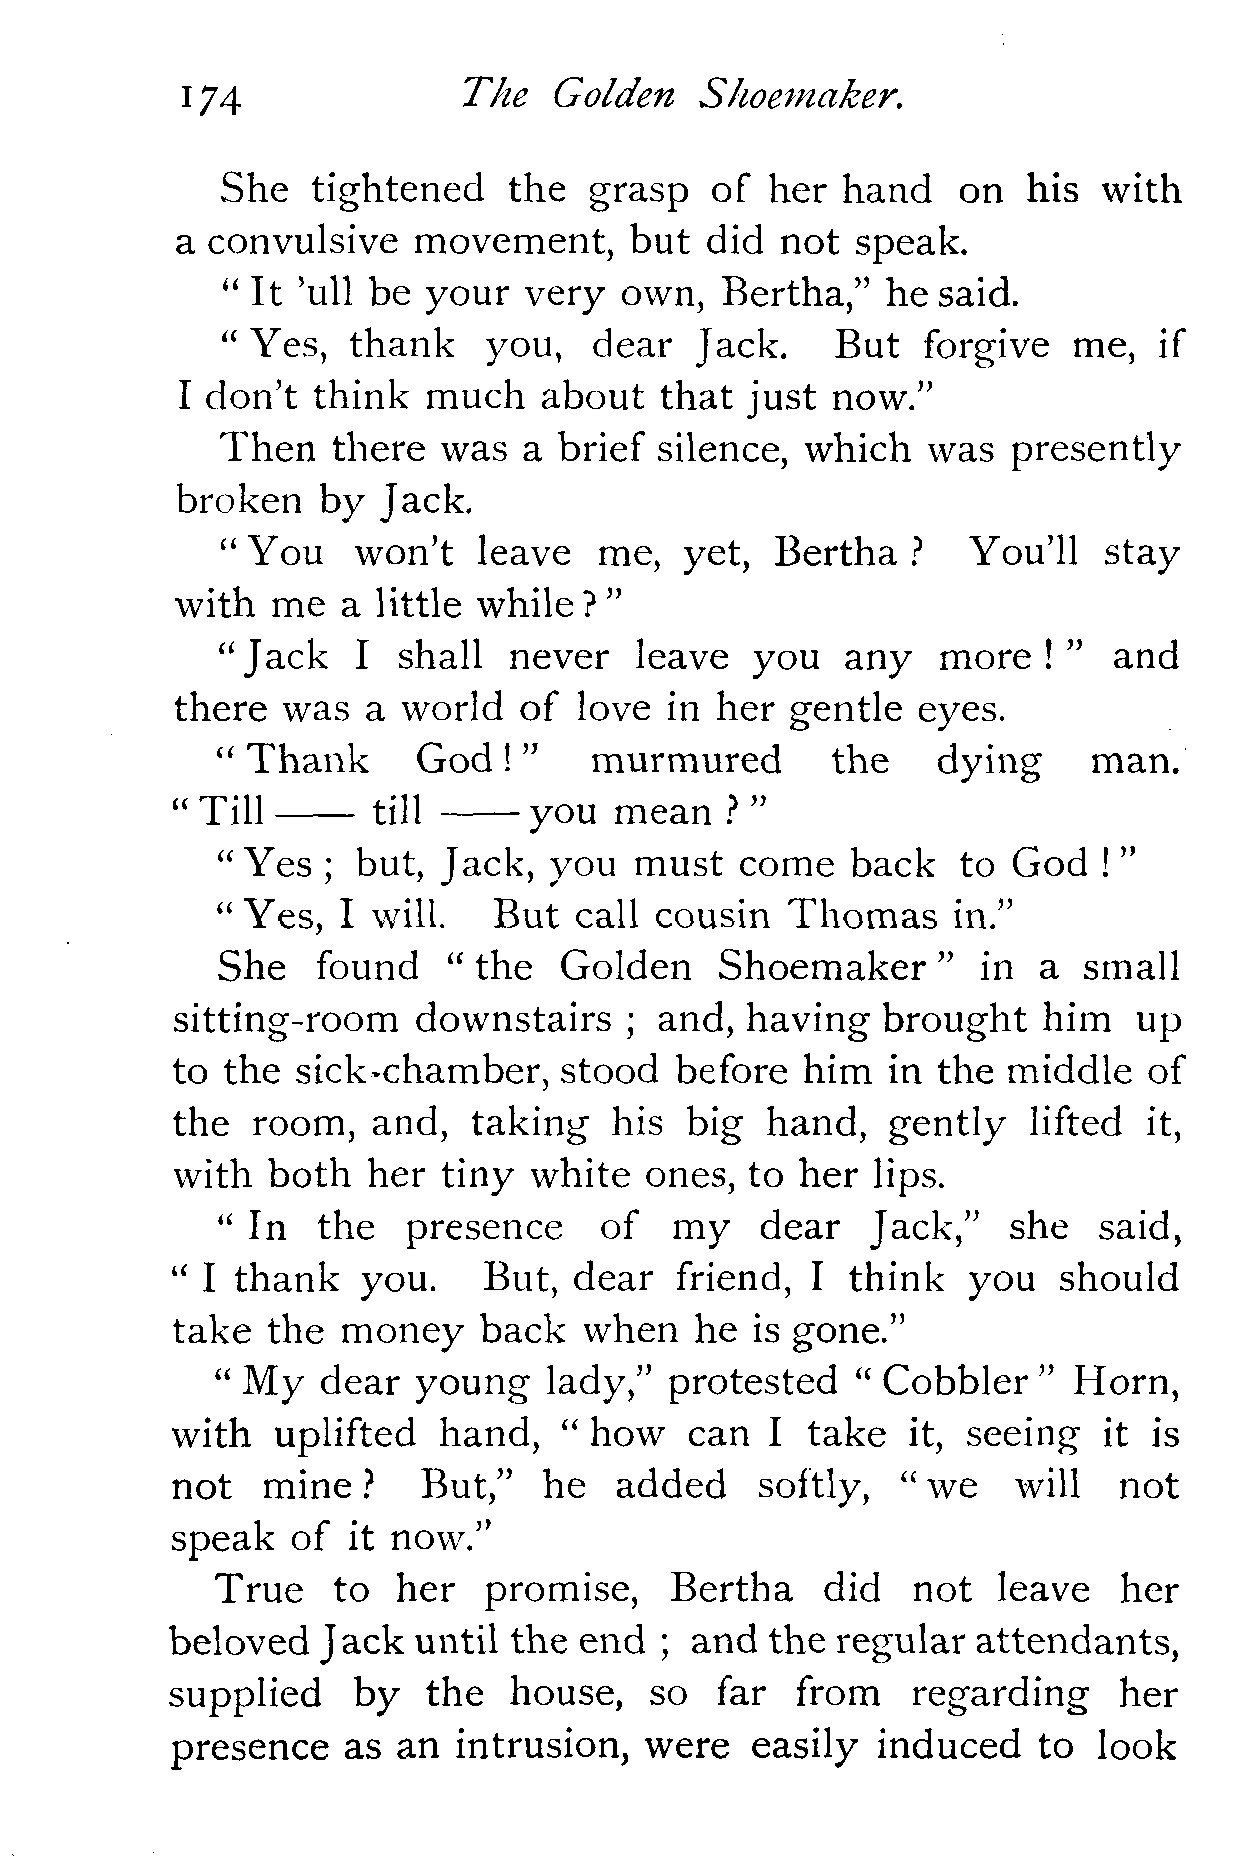 174 The Golden Shoemaker.
She tightened the grasp of her hand on his with
a convulsive movement, but did not speak.
" It 'ull be your very own, Bertha," he said.
" Yes, thank you, dear Jack. But forgive me, if
I don't think much about that just now."
Then there was a brief silence, which was presently
broken by Jack.
" You won't leave me, yet, Bertha ? You'll stay
with me a little while ? "
" Jack I shall never leave you any more ! " and
there was a world of love in her gentle eyes.
" Thank God ! " murmured the dying man.
" Till —— till —— you mean ? "
" Yes ; but, Jack, you must come back to God ! "
" Yes, I will. But call cousin Thomas in."
She found " the Golden Shoemaker " in a small
sitting-room downstairs ; and, having brought him up
to the sick-chamber, stood before him in the middle of
the room, and, taking his big hand, gently lifted it,
with both her tiny white ones, to her lips.
" In the presence of my dear Jack," she said,
" I thank you. But, dear friend, I think you should
take the money back when he is gone."
" My dear young lady," protested " Cobbler " Horn,
with uplifted hand, " how can I take it, seeing it is
not mine ? But," he added softly, " we will not
speak of it now."
True to her promise, Bertha did not leave her
beloved Jack until the end ; and the regular attendants,
supplied by the house, so far from regarding her
presence as an intrusion, were easily induced to look